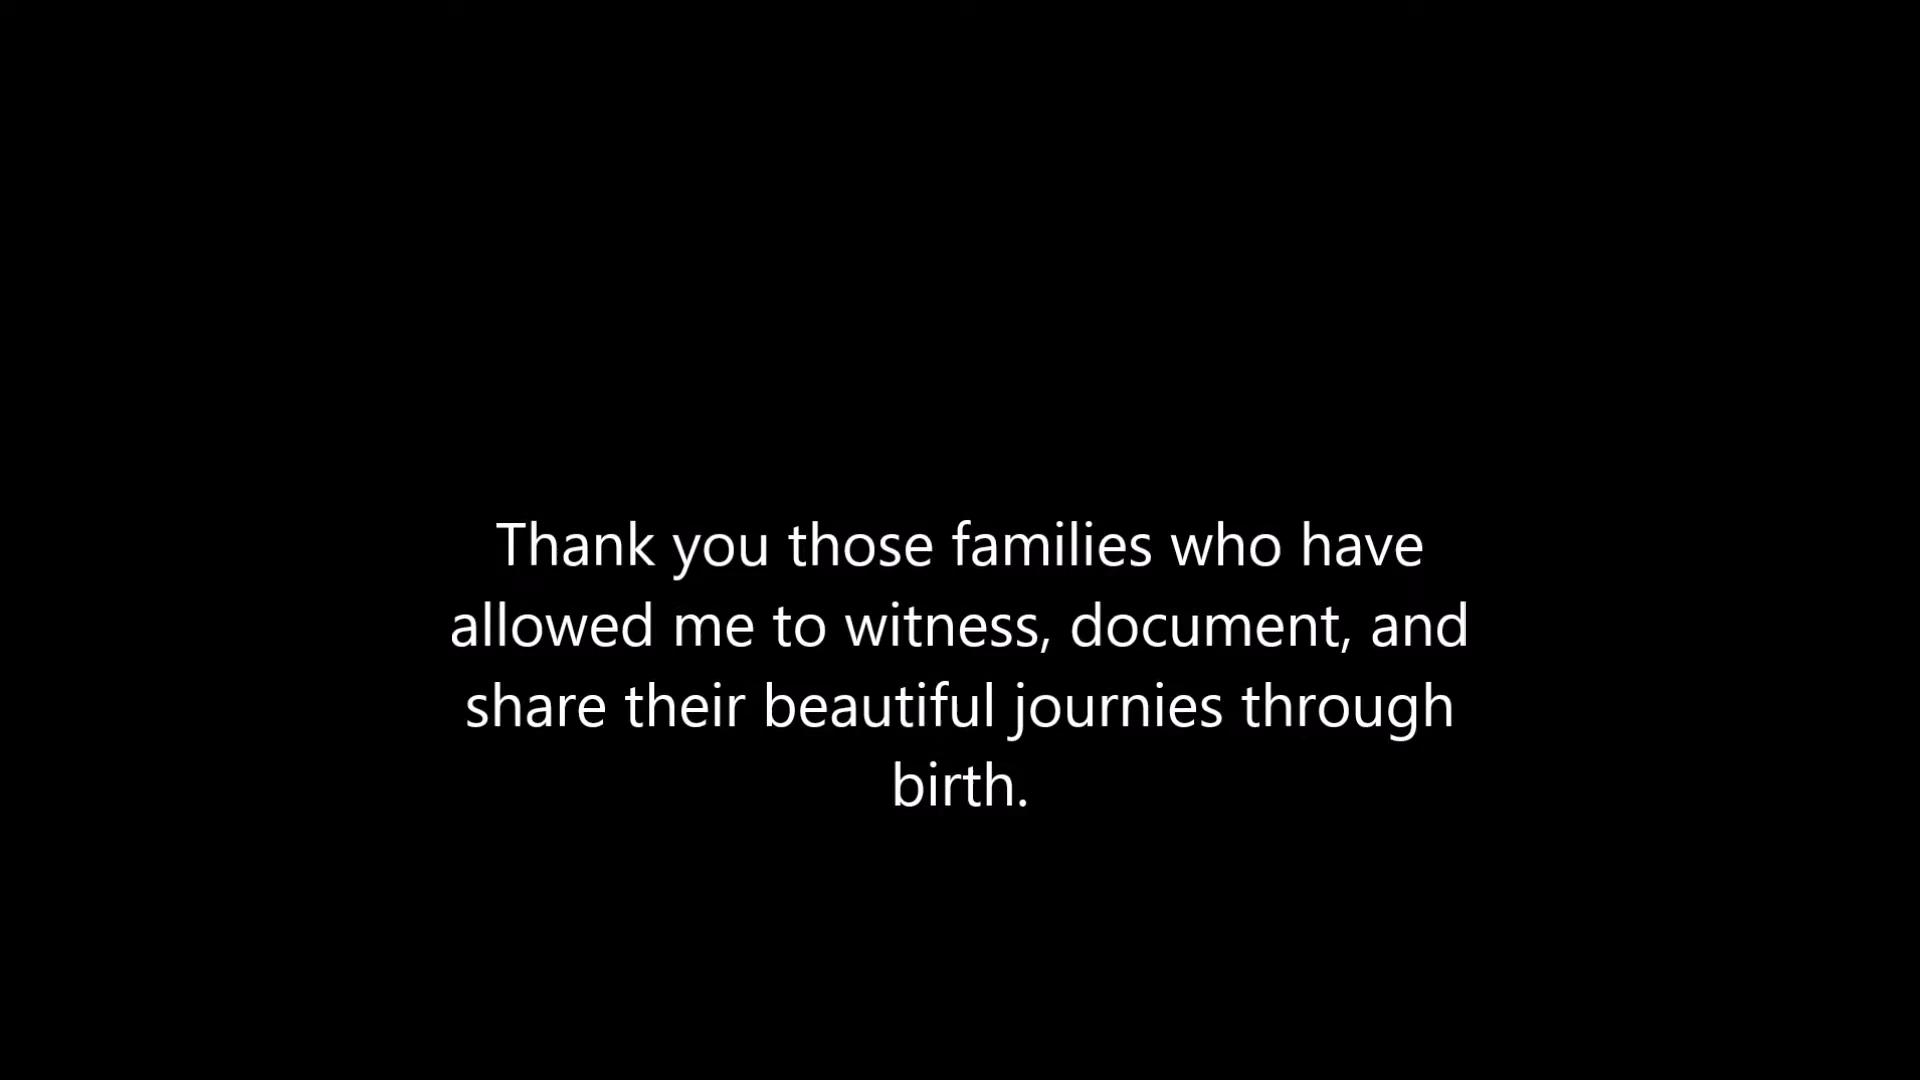 Thank you those families who have
allowed me to witness, document, and
share their beautiful journies through
birth.